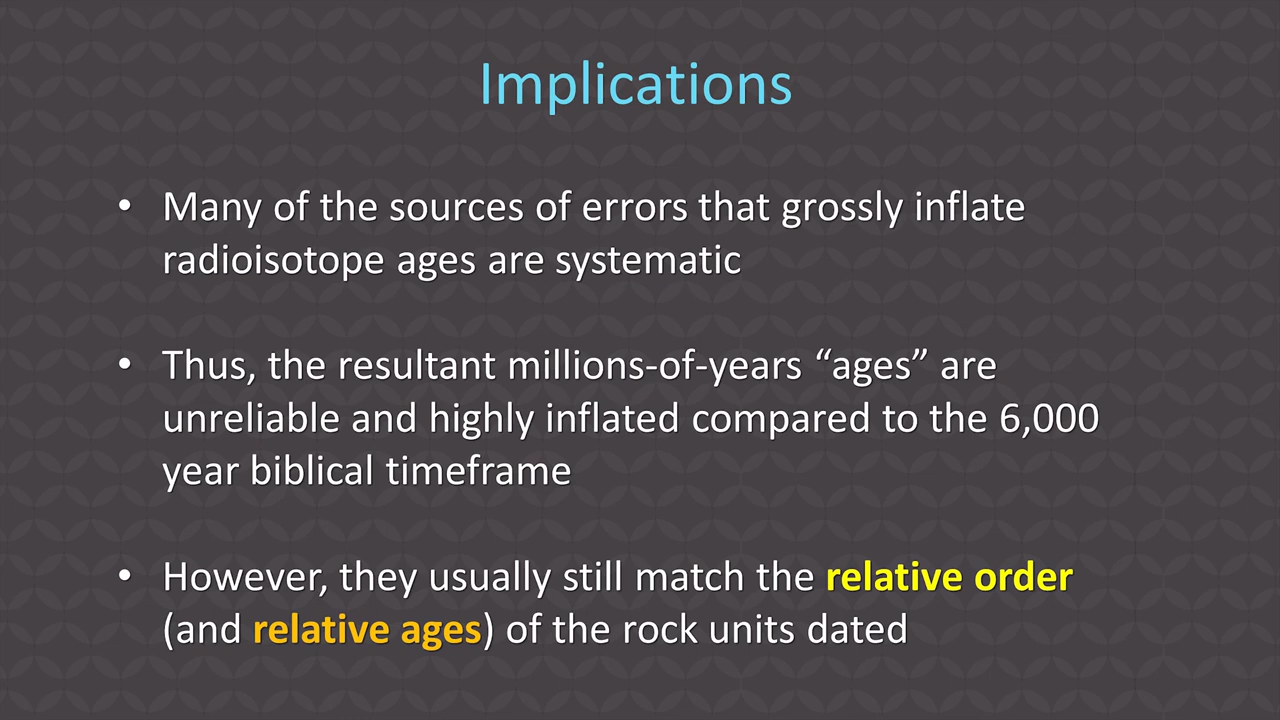 Implications
• Many of the sources of errors that grossly inflate
radioisotope ages are systematic
• Thus, the resultant millions-of-years “ages” are
unreliable and highly inflated compared to the 6,000
year biblical timeframe
• However, they usually still match the relative order
(and relative ages) of the rock units dated